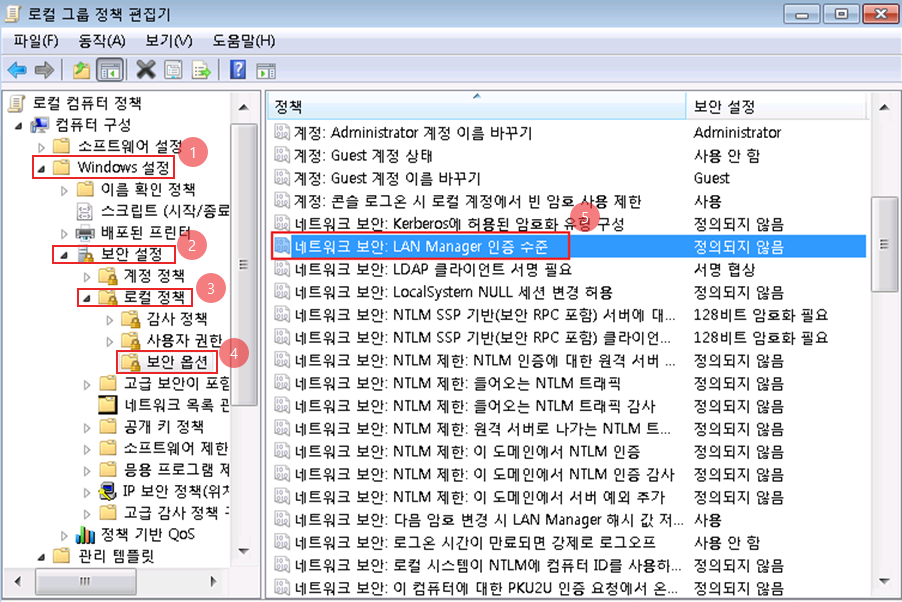 로컬 그룹 정책 편집기
파일(F) 동작(A) 보기(V) 도움말(H)
로컬 컴퓨터 정책
컴퓨터 구성
소프트웨어 설정
1
Windows 설정
이름 확인 정책
스크립트 (시작/종료
배포된 프린터
2
보안 설정
계정 정책
3
로컬 정책
감사 정책
사용자 권한
4
보안 옵션
고급 보안이 포함
네트워크 목록 관
공개 키 정책
소프트웨어 제한
응용 프로그램 제
IP 보안 정책(위치
고급 감사 정책
정책 기반 QoS
관리 템플릿
정책 보안 설정
계정: Administrator 계정 이름 바꾸기 Administrator
계정: Guest 계정 상태 사용 안 함
계정: Guest 계정 이름 바꾸기 Guest
계정: 콘솔 로그온 시 로컬 계정에서 빈 암호 사용 제한 사용
5
네트워크 보안: Kerberos에 허용된 암호화 유형 구성 정의되지 않음
네트워크 보안: LAN Manager 인증 수준 정의되지 않음
네트워크 보안: LDAP 클라이언트 서명 필요 서명 협상
네트워크 보안: LocalSystem NULL 세션 변경 허용 정의되지 않음
네트워크 보안: NTLM SSP 기반(보안 RPC 포함) 서버에 대... 128비트 암호화 필요
네트워크 보안: NTLM SSP 기반(보안 RPC 포함) 클라이언... 128비트 암호화 필요
네트워크 보안: NTLM 제한: NTLM 인증에 대한 원격 서버 ... 정의되지 않음
네트워크 보안: NTLM 제한: 들어오는 NTLM 트래픽 정의되지 않음
네트워크 보안: NTLM 제한: 들어오는 NTLM 트래픽 감사 정의되지 않음
네트워크 보안: NTLM 제한: 원격 서버로 나가는 NTLM 트... 정의되지 않음
네트워크 보안: NTLM 제한: 이 도메인에서 NTLM 인증 정의되지 않음
네트워크 보안: NTLM 제한: 이 도메인에서 NTLM 인증 감사 정의되지 않음
네트워크 보안: NTLM 제한: 이 도메인에서 서버 예외 추가 정의되지 않음
네트워크 보안: 다음 암호 변경 시 LAN Manager 해시 값 저... 사용
네트워크 보안: 로그온 시간이 만료되면 강제로 로그오프 사용 안 함
네트워크 보안: 로컬 시스템이 NTLM에 컴퓨터 ID를 사용하... 정의되지 않음
네트워크 보안: 이 컴퓨터에 대한 PKU2U 인증 요청에서 온... 정의되지 않음